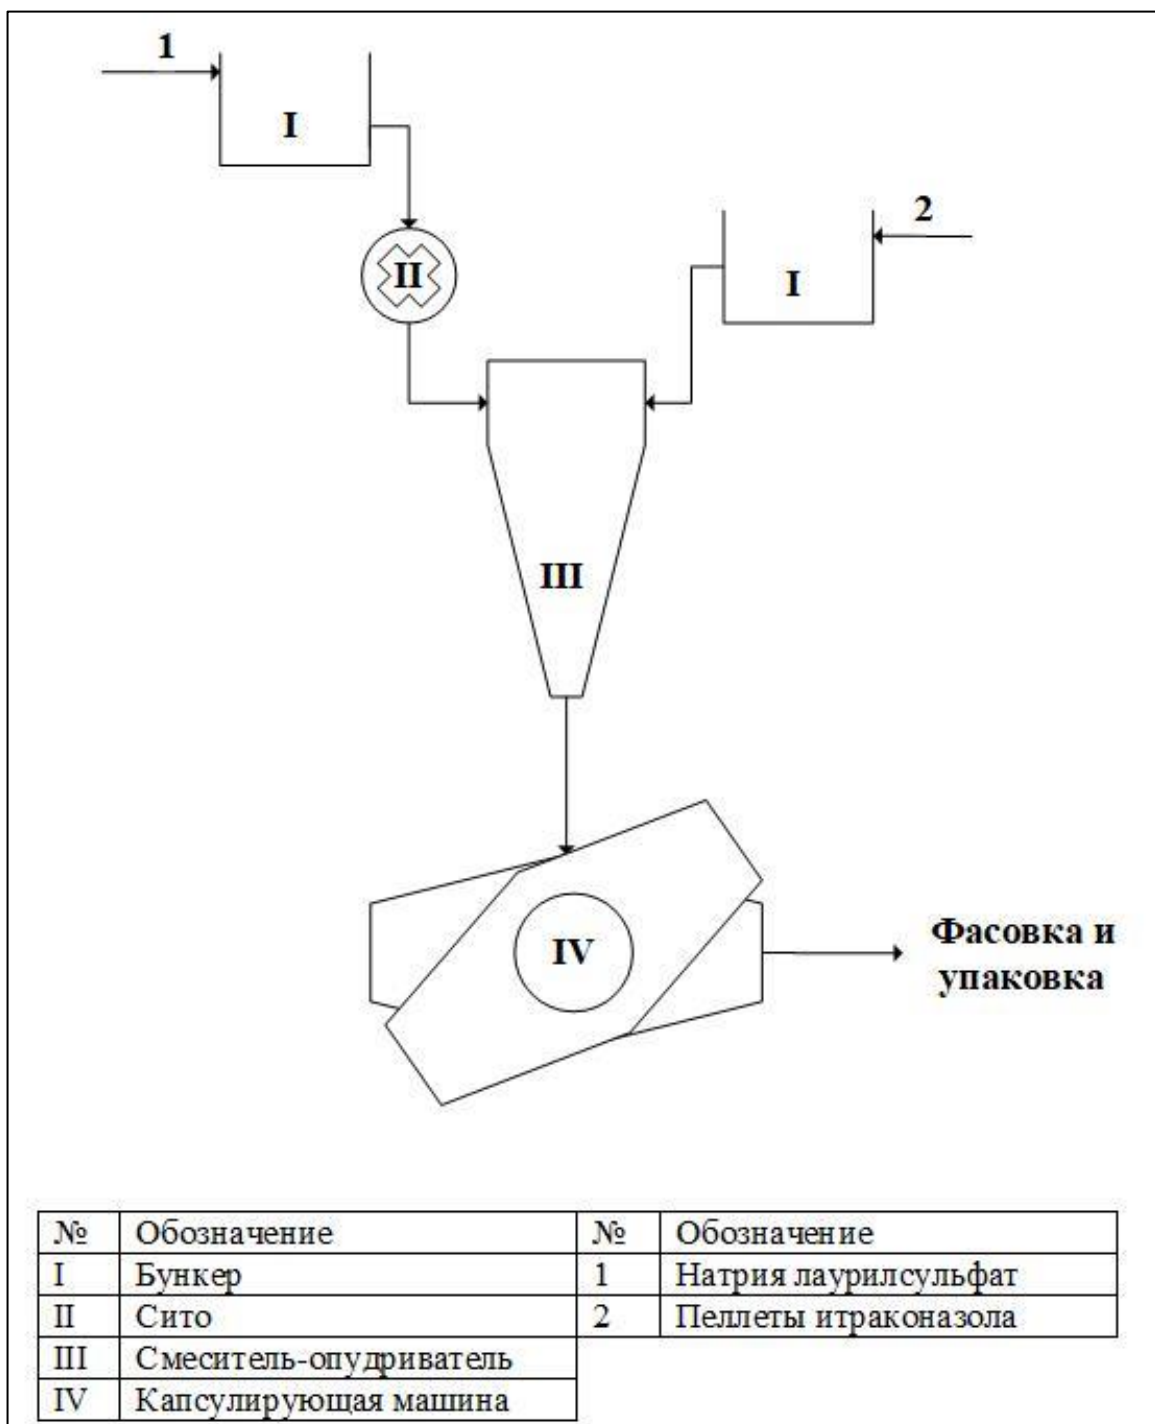 1
I
2
II
I
III
IV
Фасовка и
упаковка
№ Обозначение № Обозначение
I Бункер 1 Натрия лаурилсульфат
II Сито 2 Пеллеты итраконазола
III Смеситель-опудриватель
IV Капсулирующая машина